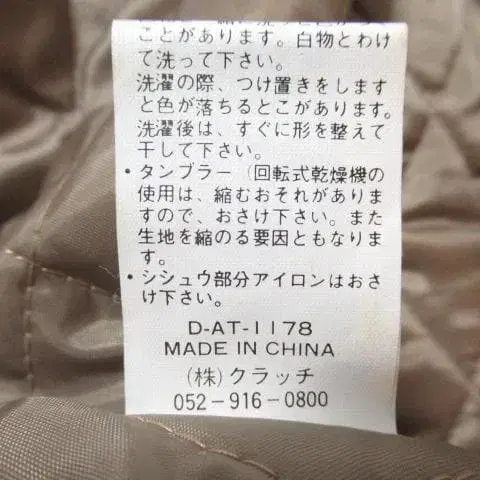 ことがあります。白物とわけ
て洗って下さい。
洗濯の際、つけ置きをします
と色が落ちるとこがあります。
洗濯後は、すぐに形を整えて
干して下さい。
・タンブラー（回転式乾燥機の
使用は、縮むおそれがありま
すので、おさけ下さい。また
生地を縮のる要因ともなりま
す。
・シシュウ部分アイロンはおさ
け下さい。
D-AT-1178
MADE IN CHINA
(株)クラッチ
052-916-0800